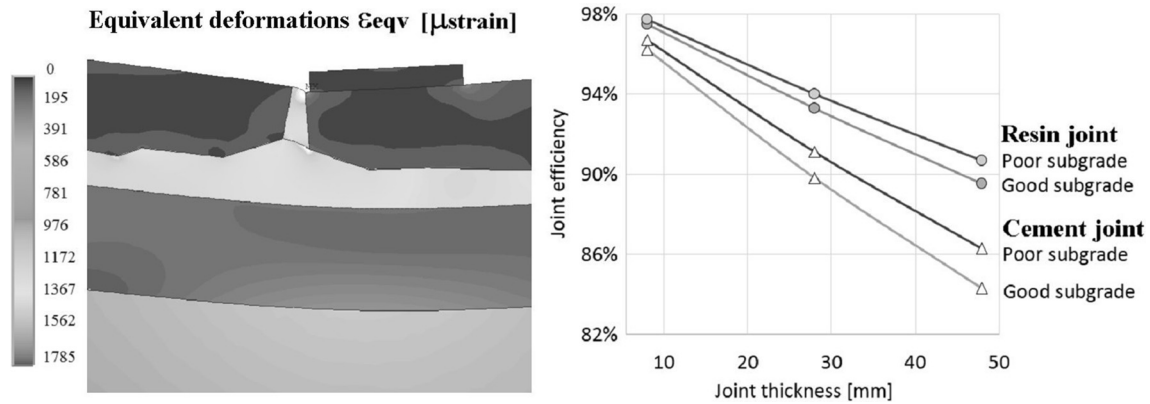 Equivalent deformations εeqv [μstrain]
0
195
391
586
781
976
1172
1367
1562
1785
98%
94%
90%
86%
82%
Joint efficiency
10
20
30
40
50
Joint thickness [mm]
Resin joint
Poor subgrade
Good subgrade
Cement joint
Poor subgrade
Good subgrade